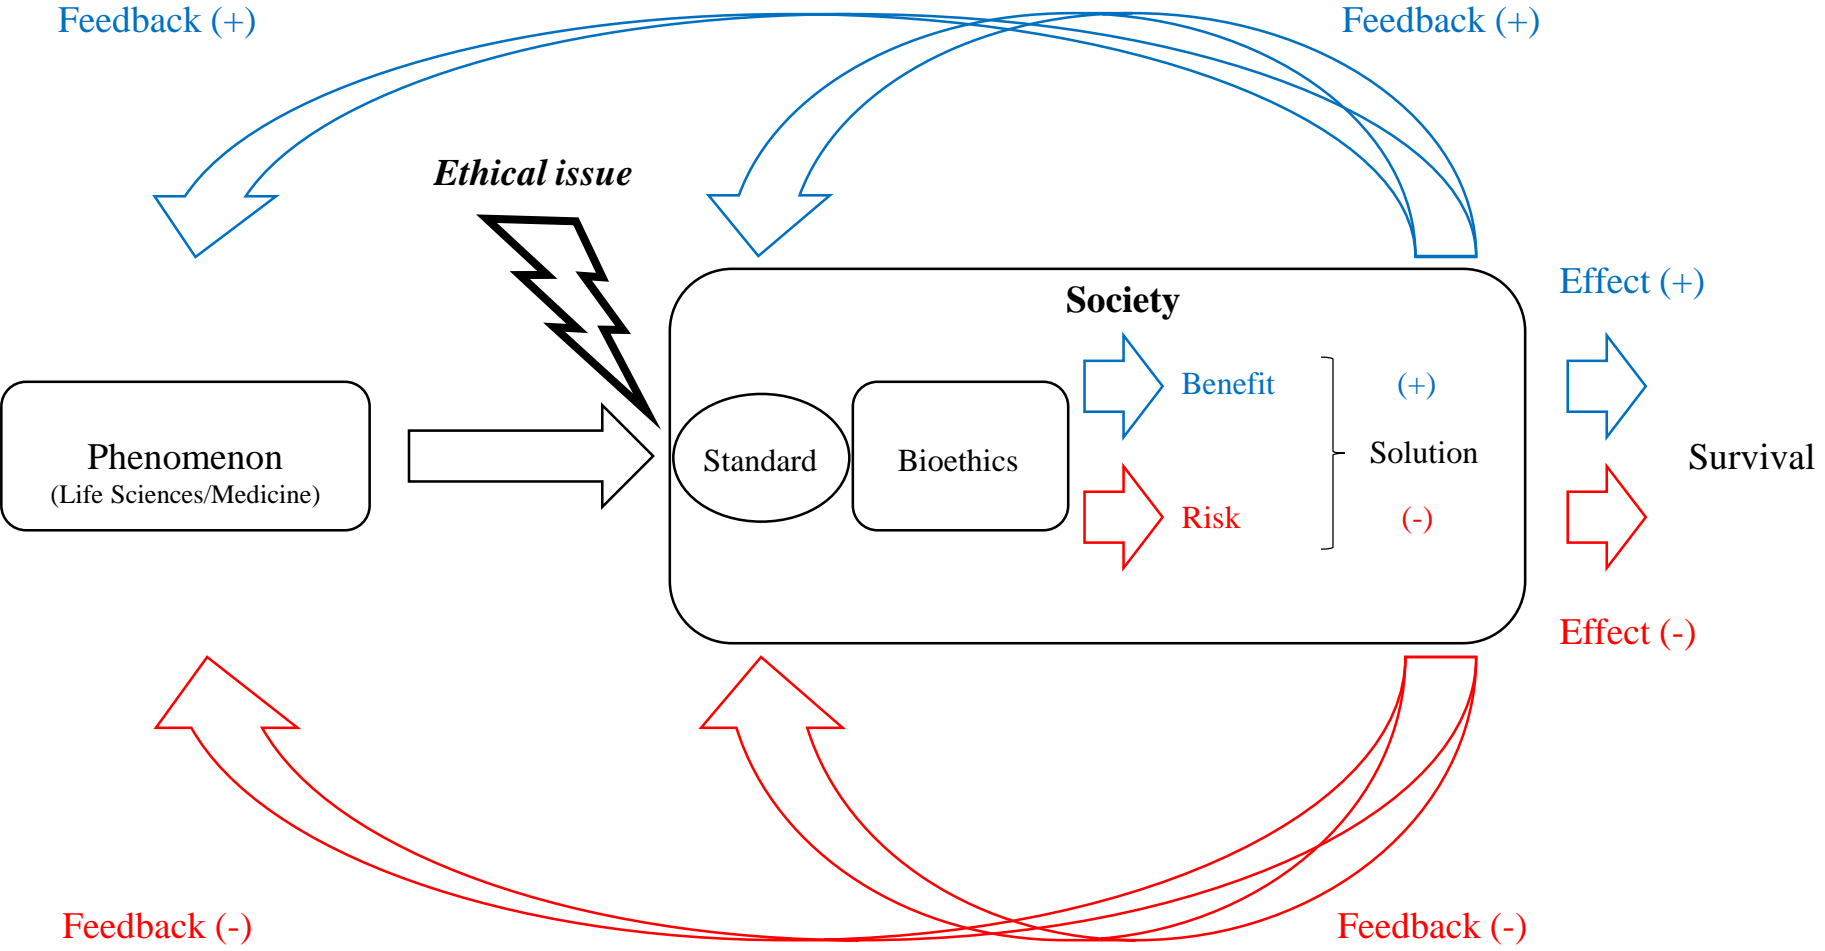 Feedback (+)
Feedback (+)
Ethical issue
Effect (+)
Society
Benefit
(+)
Phenomenon
(Life Sciences/Medicine)
Standard
Bioethics
Solution
Survival
Risk
(-)
Effect (-)
Feedback (-)
Feedback (-)